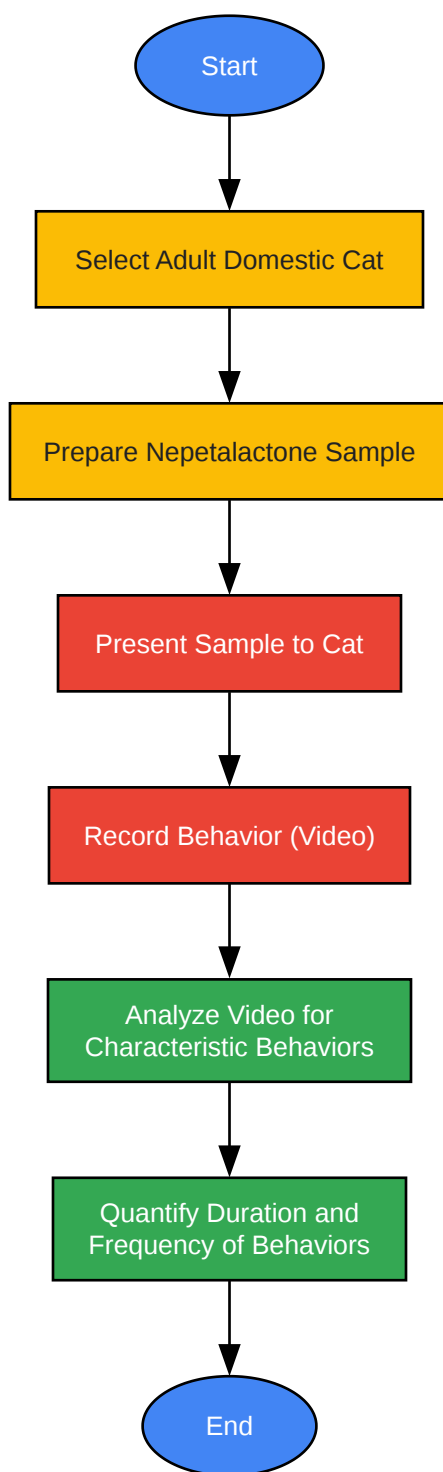 Start
Select Adult Domestic Cat
Prepare Nepetalactone Sample
Present Sample to Cat
Record Behavior (Video)
Analyze Video for
Characteristic Behaviors
Quantify Duration and
Frequency of Behaviors
End